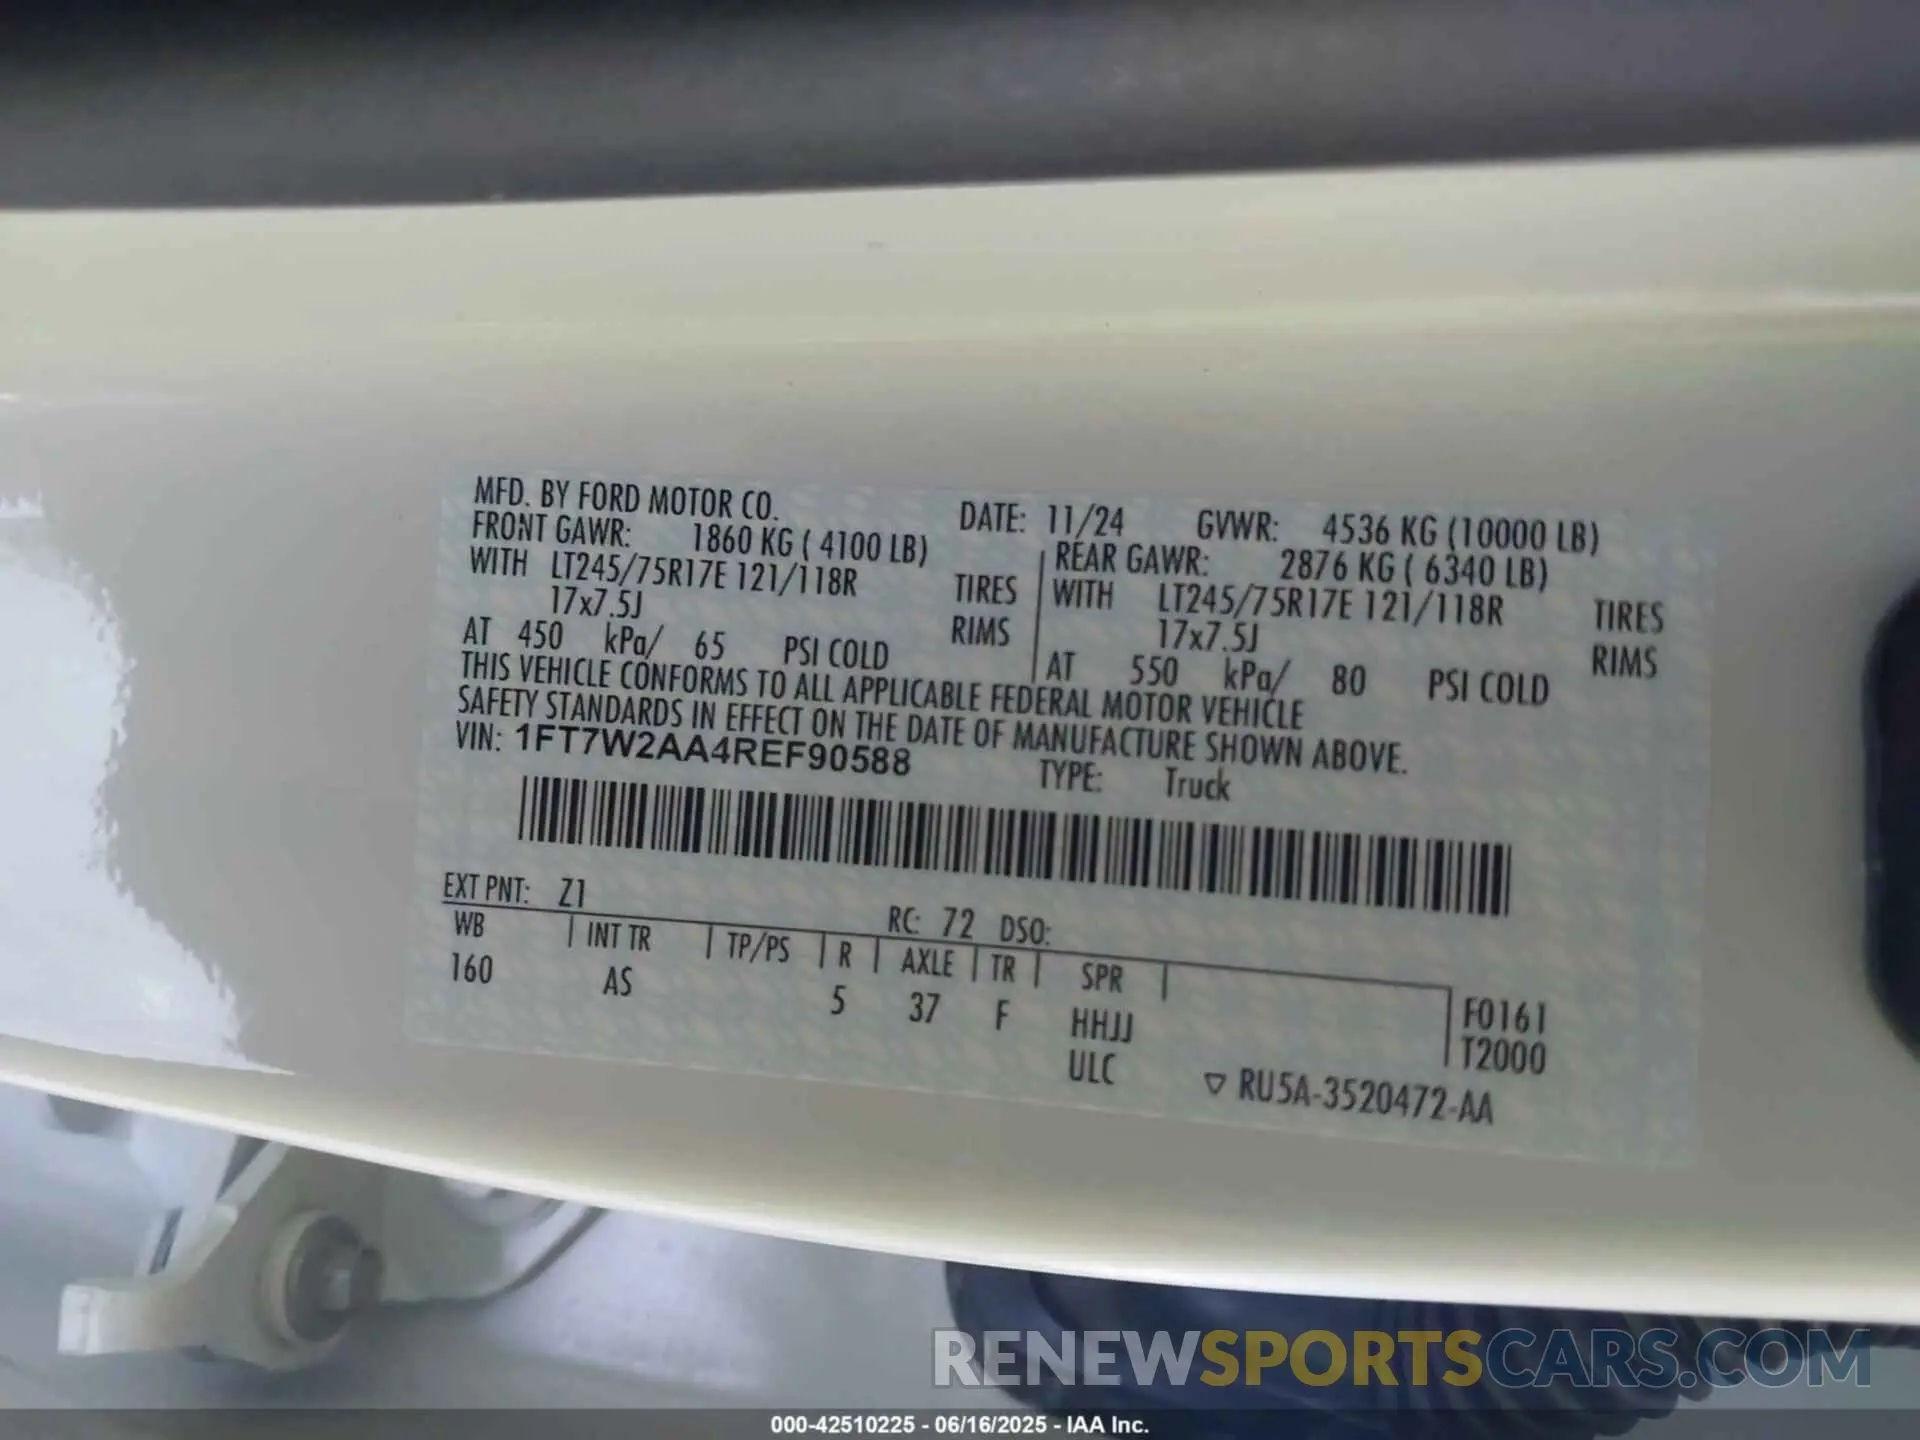 MFD. BY FORD MOTOR CO. DATE: 11/24 GVWR: 4536 KG (10000 LB)
FRONT GAWR: 1860 KG ( 4100 LB) REAR GAWR: 2876 KG ( 6340 LB)
WITH LT245/75R17E 121/118R TIRES WITH LT245/75R17E 121/118R TIRES
17x7.5J RIMS 17x7.5J RIMS
AT 450 kPa/ 65 PSI COLD AT 550 kPa/ 80 PSI COLD
THIS VEHICLE CONFORMS TO ALL APPLICABLE FEDERAL MOTOR VEHICLE
SAFETY STANDARDS IN EFFECT ON THE DATE OF MANUFACTURE SHOWN ABOVE.
VIN: 1FT7W2AA4REF90588 TYPE: Truck
EXT PNT: Z1 RC: 72 DSO:
WB INT TR TP/PS R AXLE TR SPR
160 AS 5 37 F HHJJ F0161
ULC T2000
▽ RU5A-3520472-AA
RENEWSPORTSCARS.COM
000-42510225 - 06/16/2025 - IAA Inc.